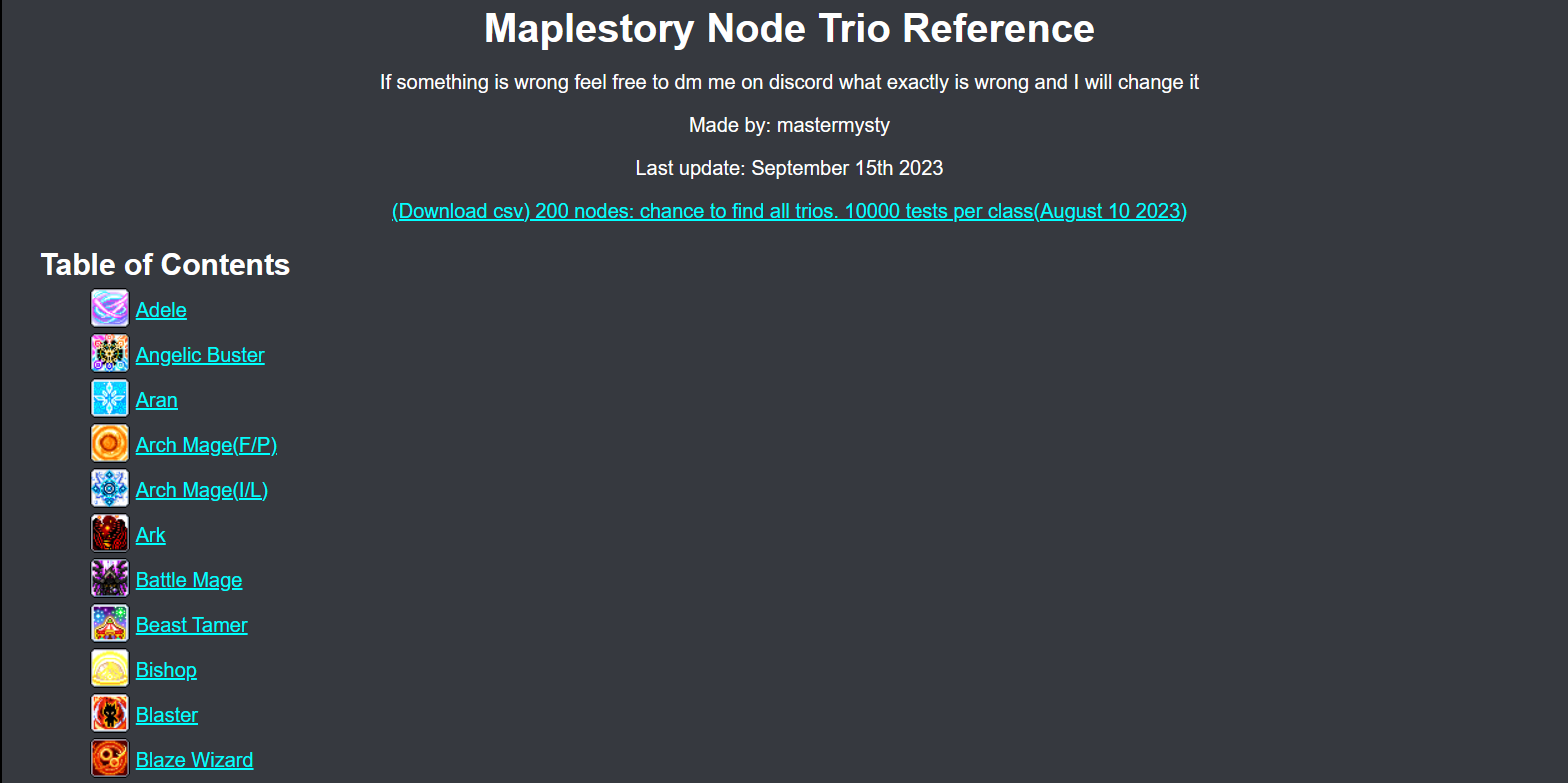 Maplestory Node Trio Reference
If something is wrong feel free to dm me on discord what exactly is wrong and I will change it
Made by: mastermysty
Last update: September 15th 2023
(Download csv) 200 nodes: chance to find all trios. 10000 tests per class(August 10 2023)
Table of Contents
Adele
Angelic Buster
Aran
Arch Mage(F/P)
Arch Mage(I/L)
Ark
Battle Mage
Beast Tamer
Bishop
Blaster
Blaze Wizard